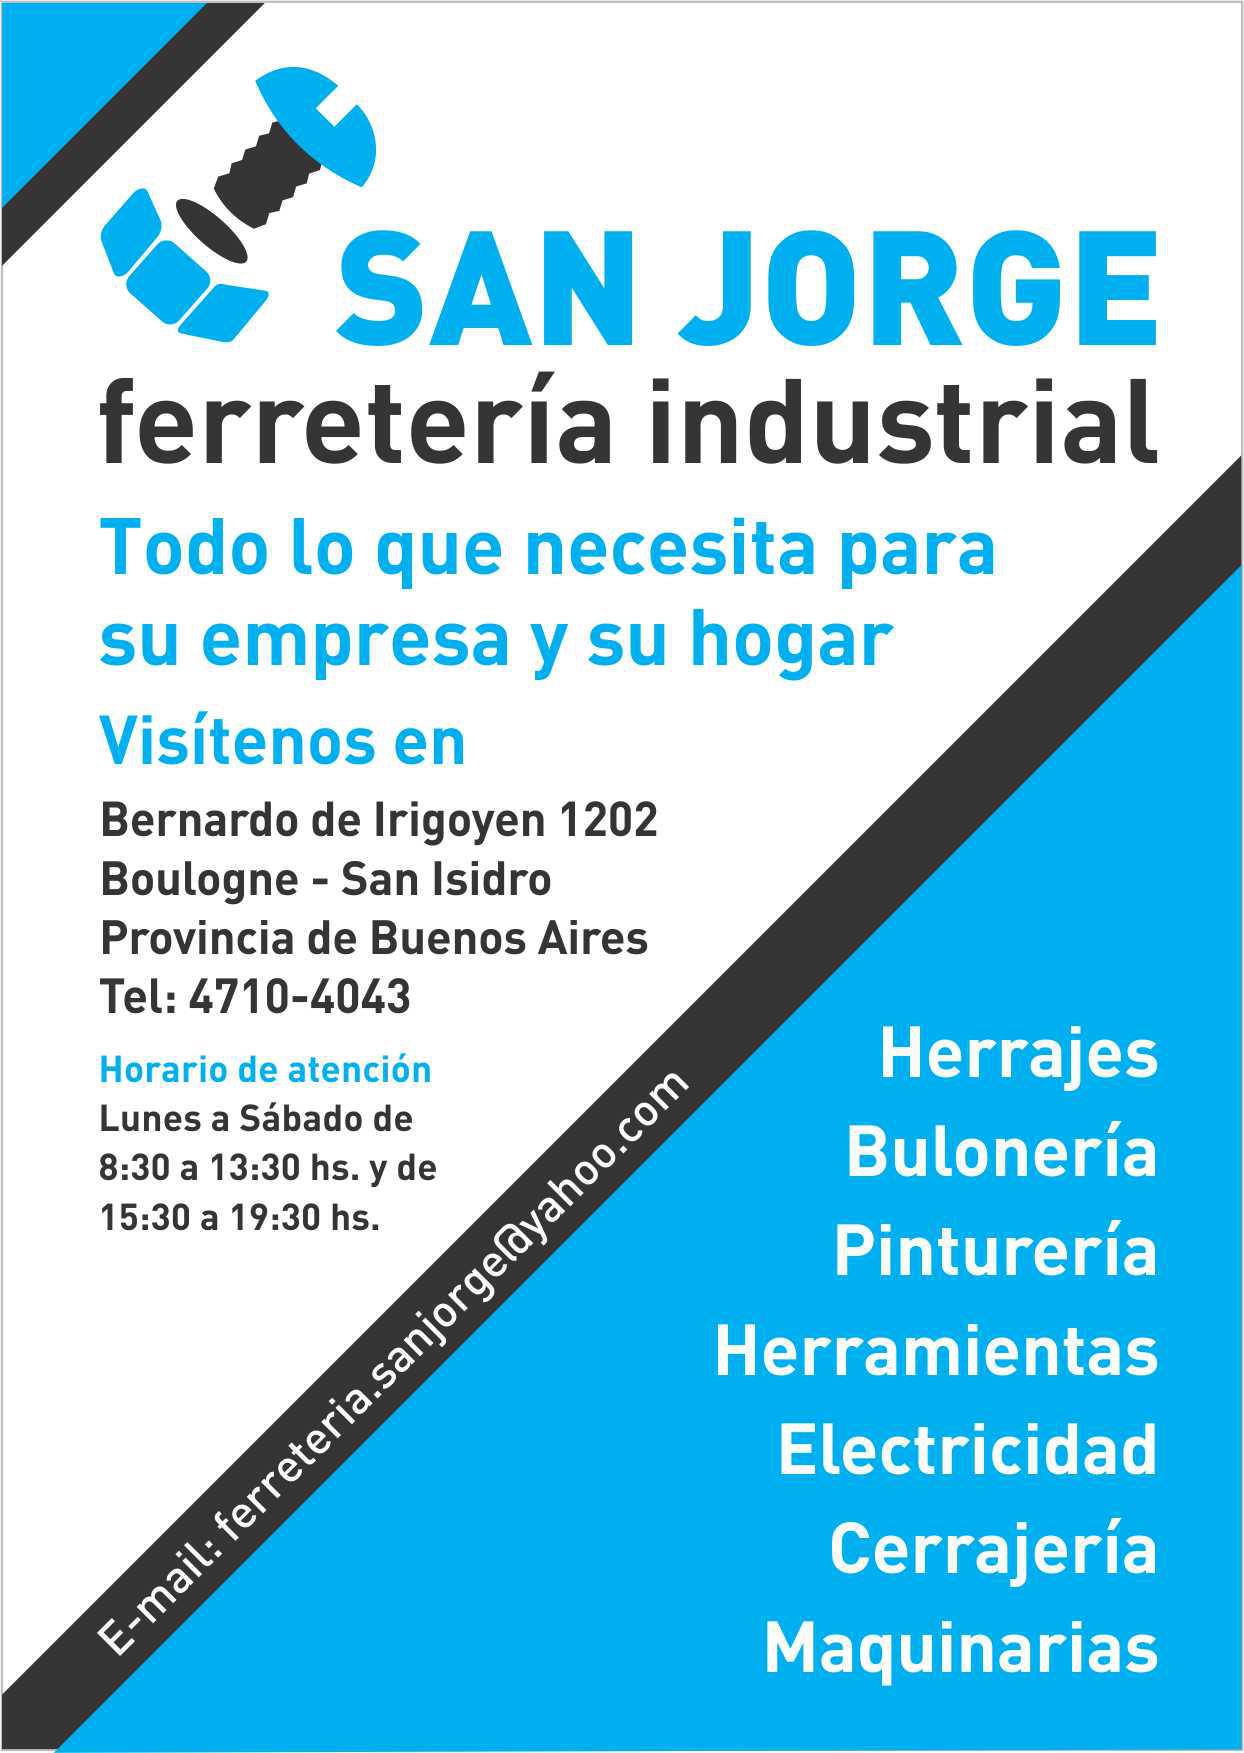 SAN JORGE
ferretería industrial
Todo lo que necesita para
su empresa y su hogar
Visítenos en
Bernardo de Irigoyen 1202
Boulogne - San Isidro
Provincia de Buenos Aires
Tel: 4710-4043
Horario de atención
Lunes a Sábado de
8:30 a 13:30 hs. y de
15:30 a 19:30 hs.
E-mail: ferreteria.sanjorge@yahoo.com
Herrajes
Bulonería
Pinturería
Herramientas
Electricidad
Cerrajería
Maquinarias